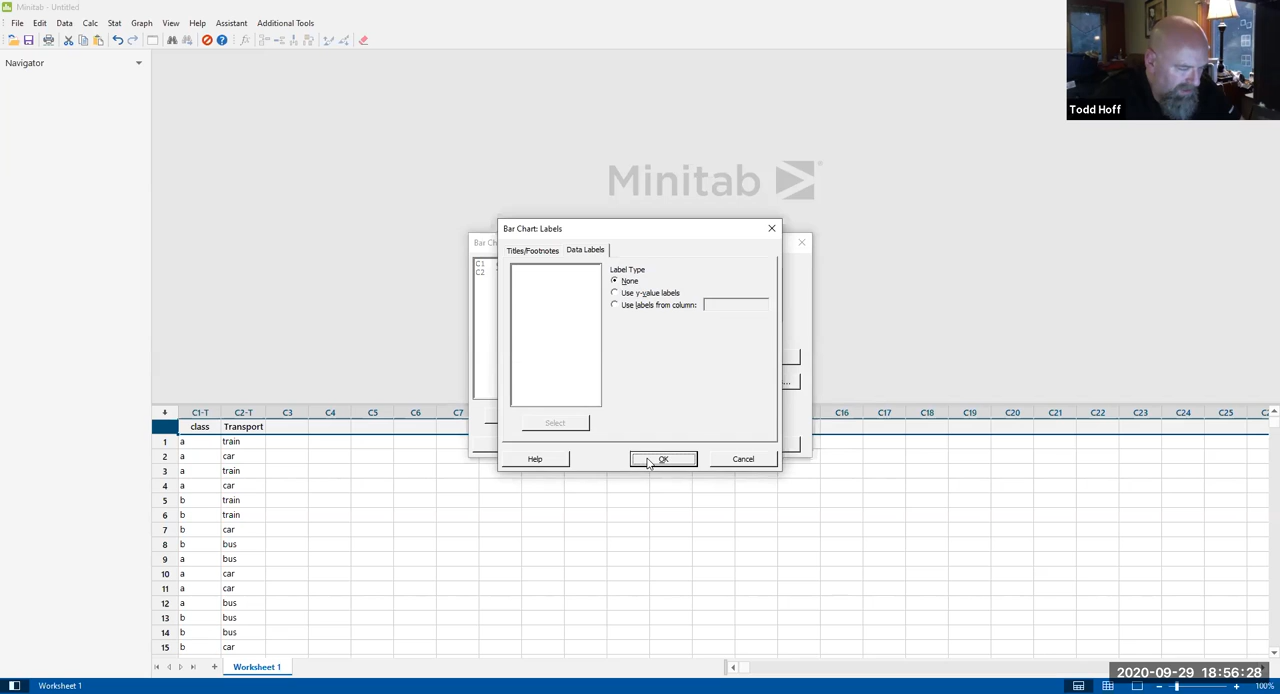 Minitab - Untitled
File Edit Data Calc Stat Graph View Help Assistant Additional Tools
Navigator
Todd Hoff
Minitab
Bar Ch
C1
C2
Bar Chart: Labels
Titles/Footnotes Data Labels
Label Type
None
Use y-value labels
Use labels from column:
Select
Help OK Cancel
...
C1-T C2-T C3 C4 C5 C6 C7 C16 C17 C18 C19 C20 C21 C22 C23 C24 C25
class Transport
1 a train
2 a car
3 a train
4 a car
5 b train
6 b train
7 b car
8 b bus
9 a bus
10 a car
11 a car
12 a bus
13 b bus
14 b bus
15 b car
Worksheet 1
2020-09-29 18:56:28
Worksheet 1
100%